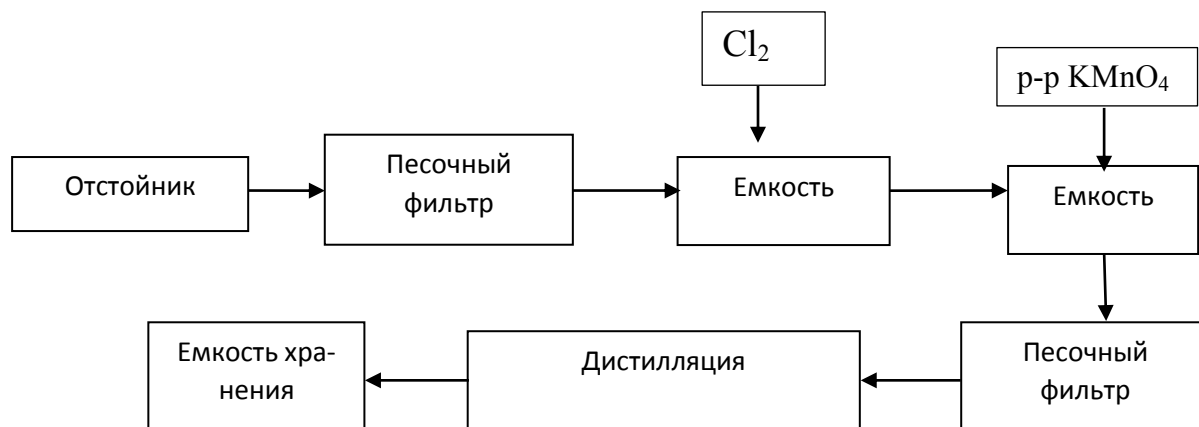 Cl₂
р-р KMnO₄
Отстойник
Песочный
фильтр
Емкость
Емкость
Емкость хра-
нения
Дистилляция
Песочный
фильтр